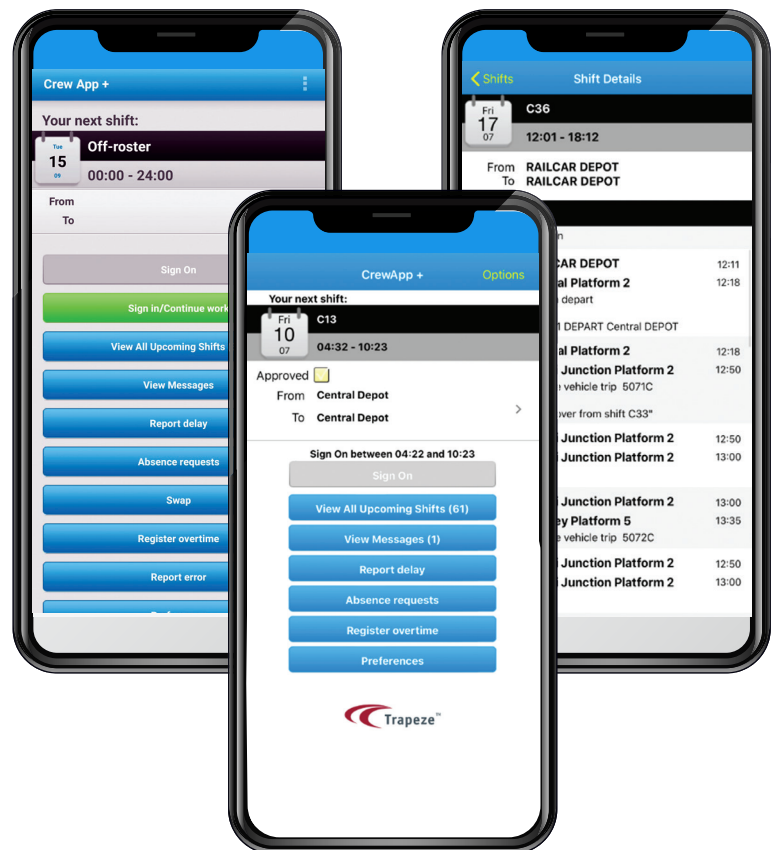 Crew App +
Your next shift:
Tue
15
09
Off-roster
00:00 - 24:00
From
To
Sign On
Sign in/Continue work
View All Upcoming Shifts
View Messages
Report delay
Absence requests
Swap
Register overtime
Report error
CrewApp +
Options
Your next shift:
Fri
10
07
C13
04:32 - 10:23
Approved
From Central Depot
To Central Depot
Sign On between 04:22 and 10:23
Sign On
View All Upcoming Shifts (61)
View Messages (1)
Report delay
Absence requests
Register overtime
Preferences
Trapeze™
Shifts
Shift Details
Fri
17
07
C36
12:01 - 18:12
From RAILCAR DEPOT
To RAILCAR DEPOT
DEPOT 12:11
Platform 2 12:18
depart
DEPART Central DEPOT
Platform 2 12:18
Junction Platform 2 12:50
vehicle trip 5071C
from shift C33"
Junction Platform 2 12:50
Junction Platform 2 13:00
Junction Platform 2 13:00
Platform 5 13:35
vehicle trip 5072C
Junction Platform 2 12:50
Junction Platform 2 13:00